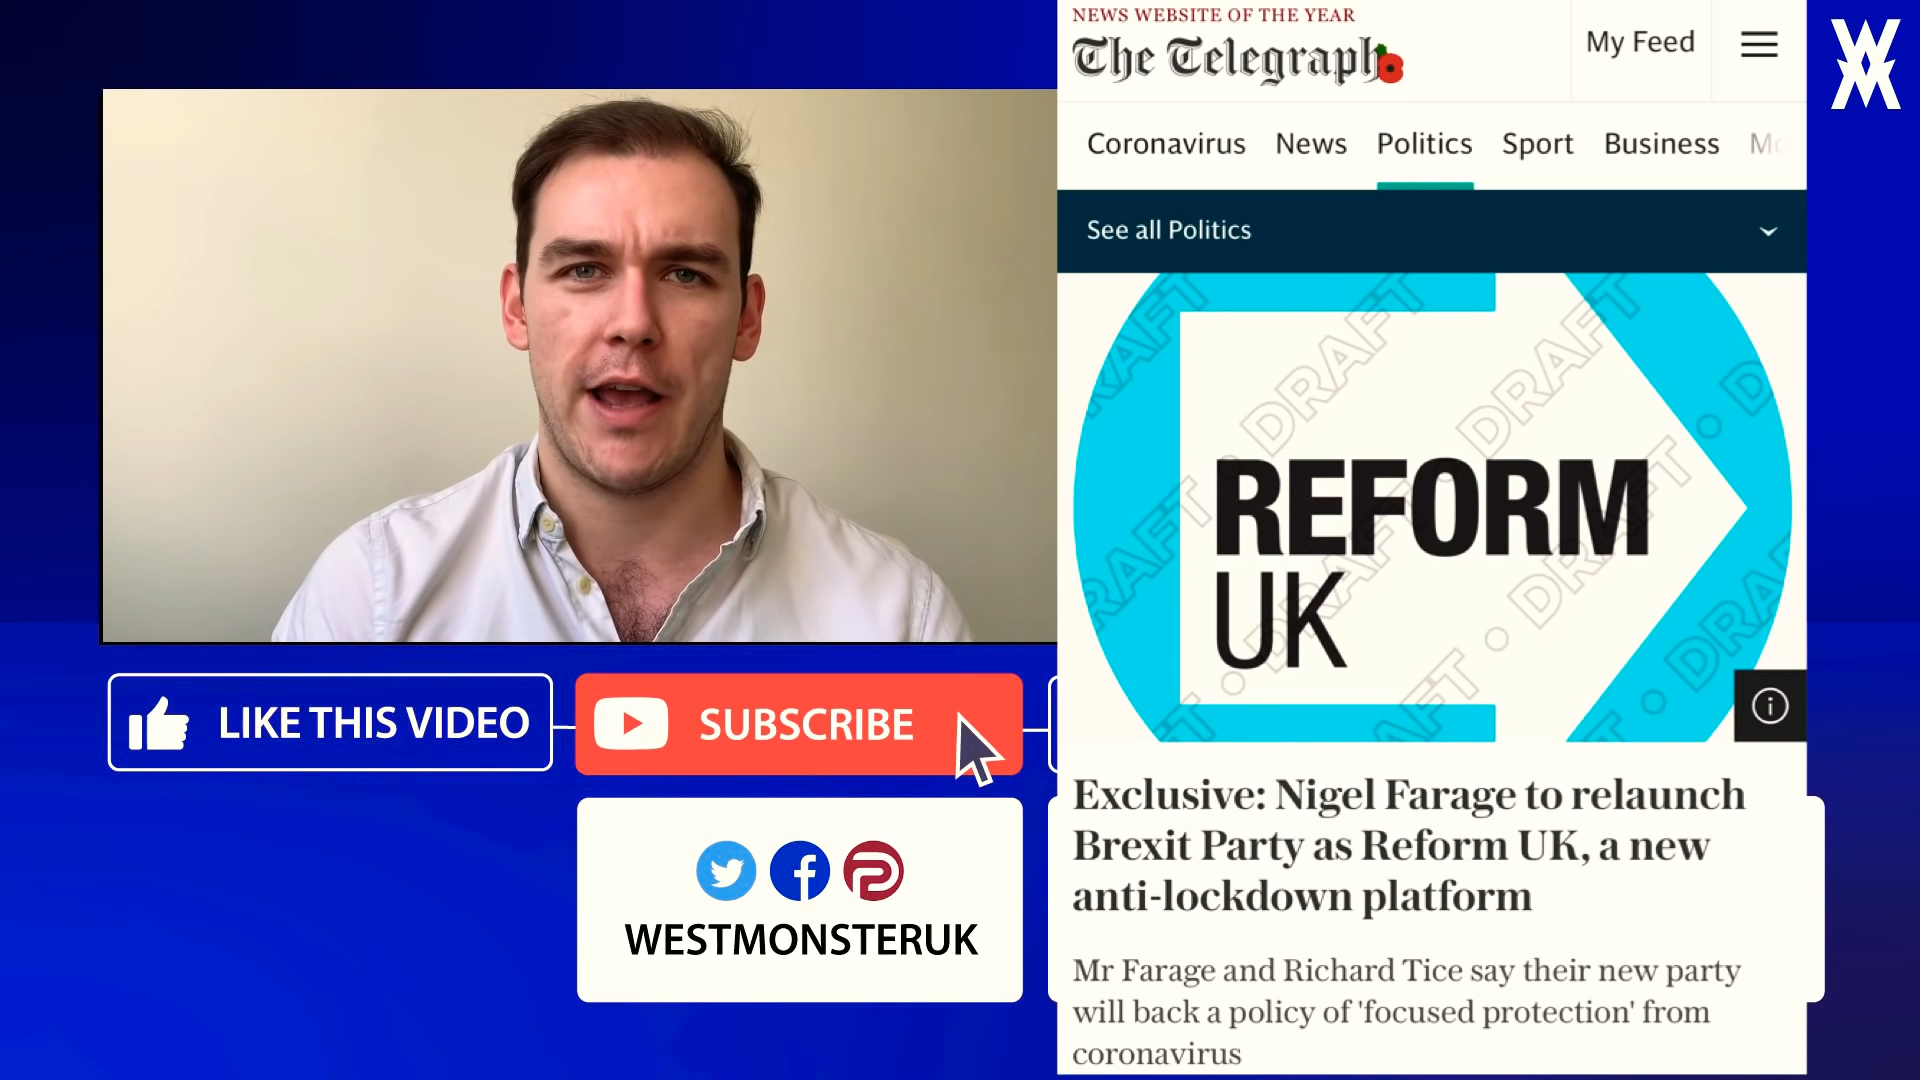 NEWS WEBSITE OF THE YEAR
The Telegraph
My Feed
Coronavirus News Politics Sport Business Mo
See all Politics
DRAFT
DRAFT
DRAFT
REFORM
UK
LIKE THIS VIDEO
SUBSCRIBE
WESTMONSTERUK
Exclusive: Nigel Farage to relaunch
Brexit Party as Reform UK, a new
anti-lockdown platform
Mr Farage and Richard Tice say their new party
will back a policy of 'focused protection' from
coronavirus